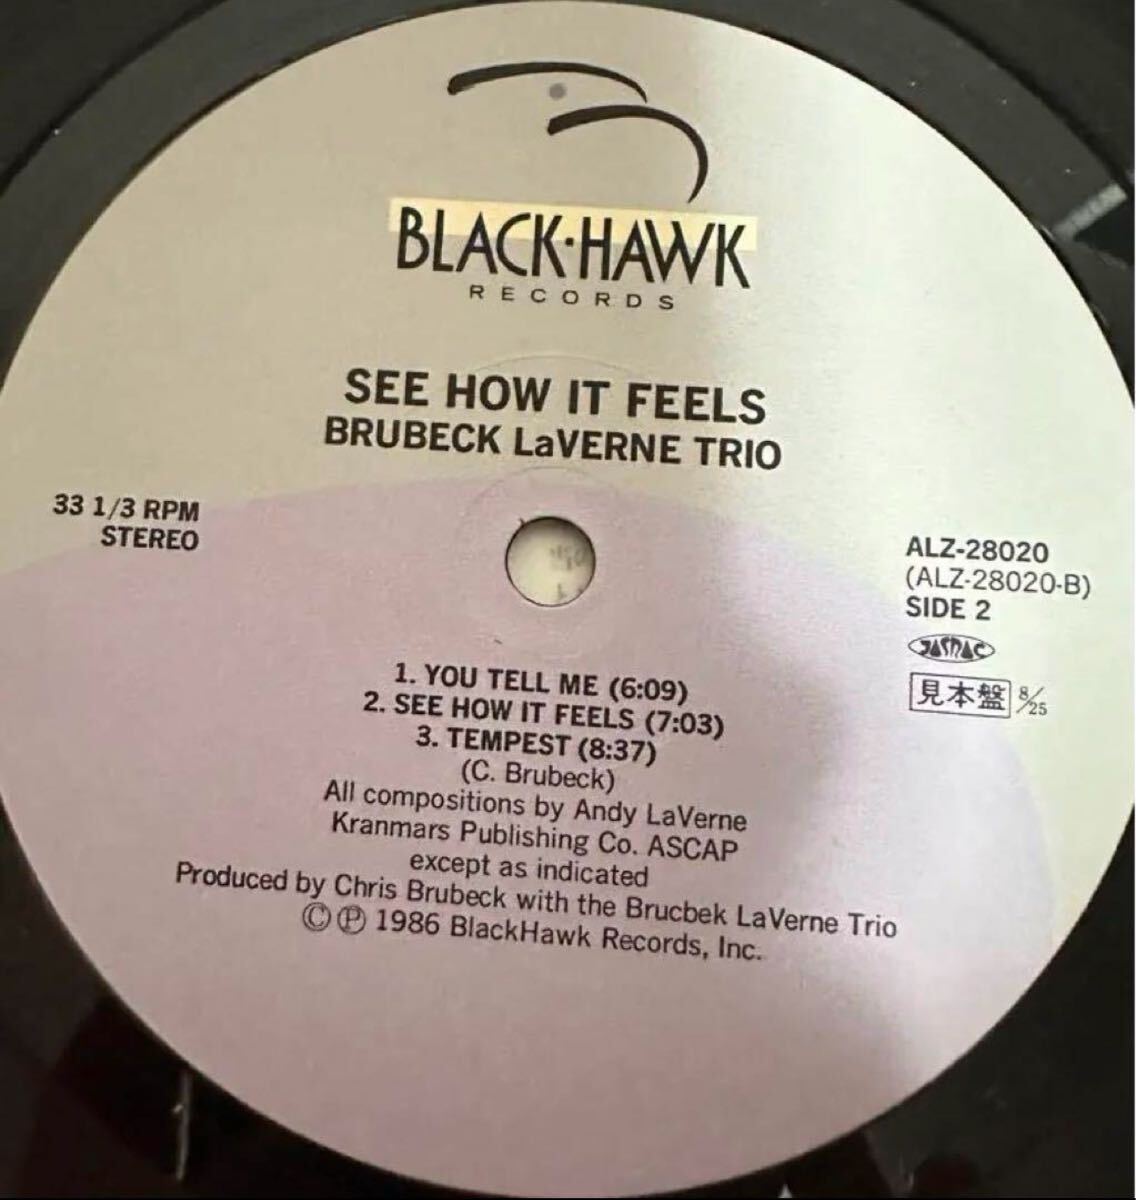 BLACK·HAWK
RECORDS
SEE HOW IT FEELS
BRUBECK LaVERNE TRIO
33 1/3 RPM
STEREO
ALZ-28020
(ALZ-28020-B)
SIDE 2
JASRAC
見本盤 8/25
1. YOU TELL ME (6:09)
2. SEE HOW IT FEELS (7:03)
3. TEMPEST (8:37)
(C. Brubeck)
All compositions by Andy LaVerne
Kranmars Publishing Co. ASCAP
except as indicated
Produced by Chris Brubeck with the Brucbek LaVerne Trio
©℗ 1986 BlackHawk Records, Inc.